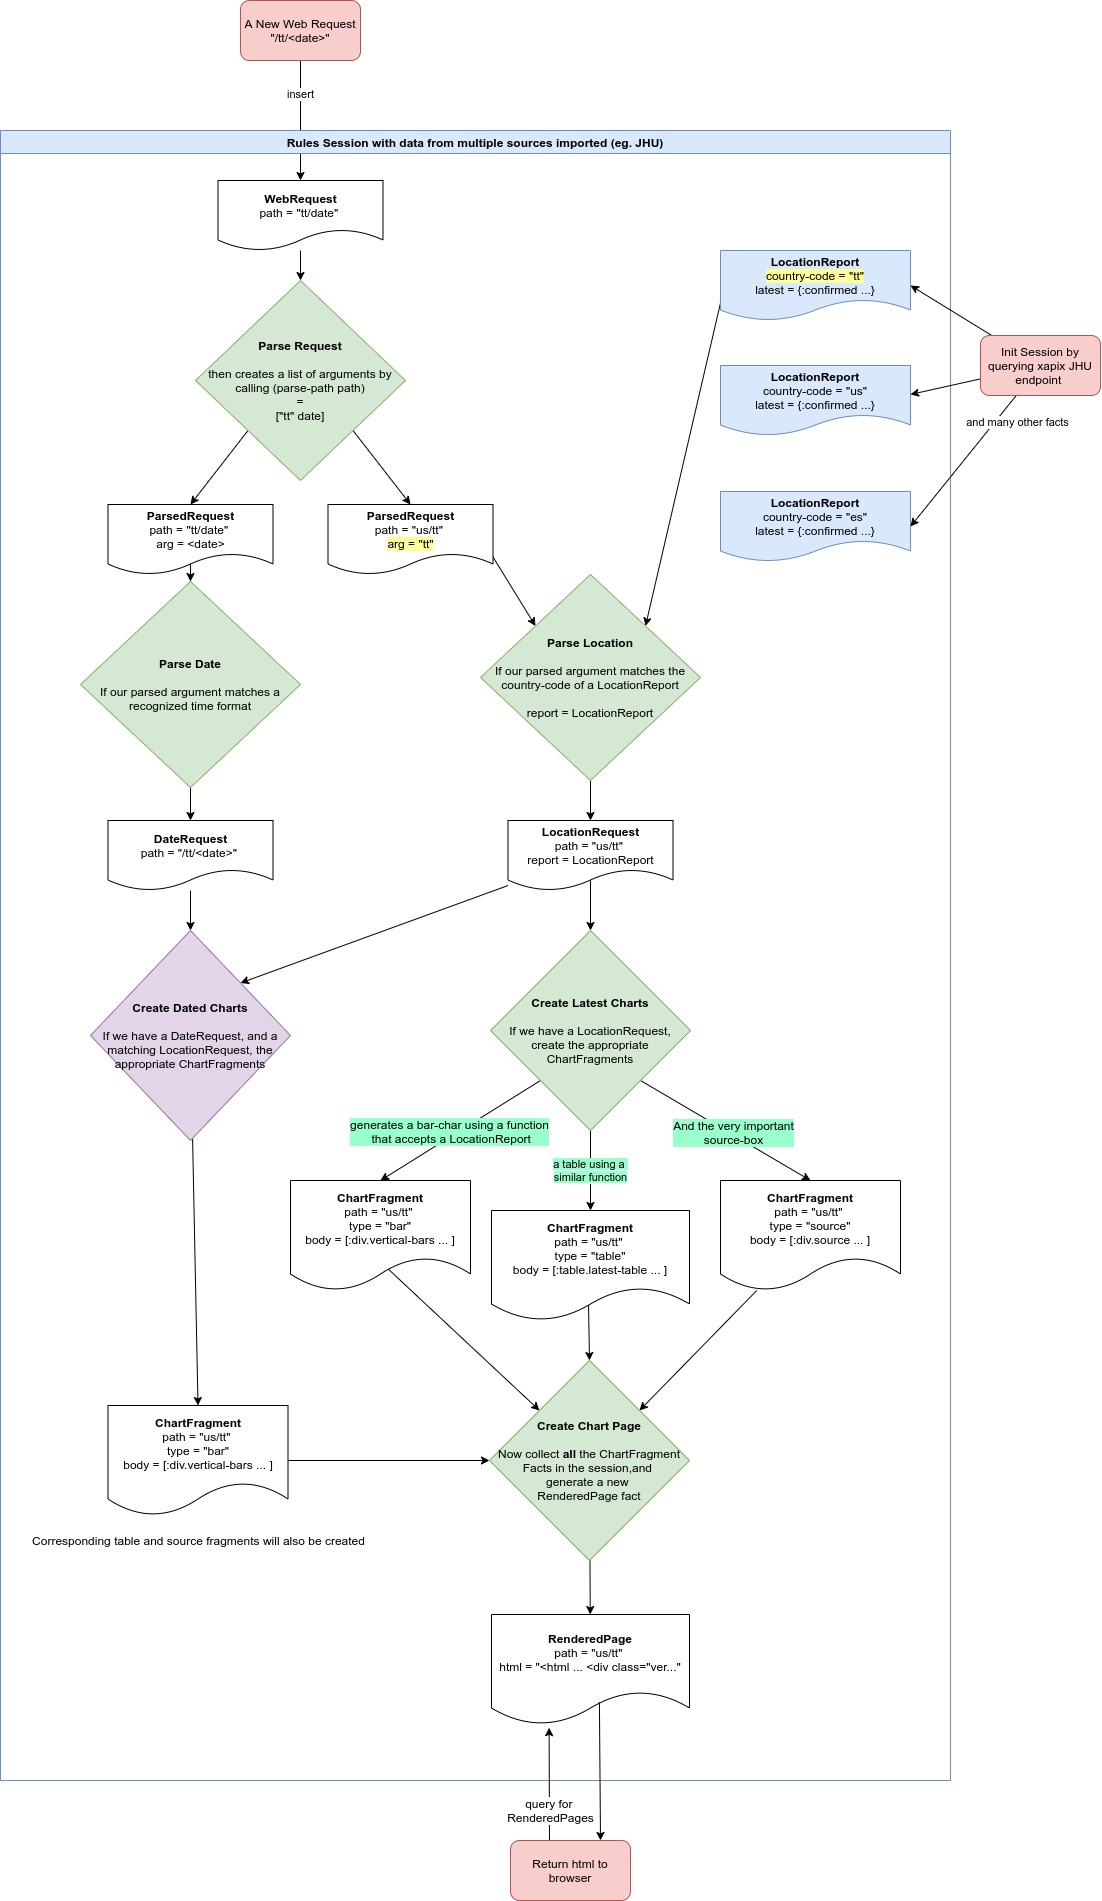 A New Web Request
"/tt/<date>"
insert
Rules Session with data from multiple sources imported (eg. JHU)
WebRequest
path = "tt/date"
LocationReport
country-code = "tt"
latest = {:confirmed ...}
Init Session by
querying xapix JHU
endpoint
and many other facts
LocationReport
country-code = "us"
latest = {:confirmed ...}
LocationReport
country-code = "es"
latest = {:confirmed ...}
Parse Request
then creates a list of arguments by
calling (parse-path path)
=
["tt" date]
ParsedRequest
path = "tt/date"
arg = <date>
ParsedRequest
path = "us/tt"
arg = "tt"
Parse Date
If our parsed argument matches a
recognized time format
Parse Location
If our parsed argument matches the
country-code of a LocationReport
report = LocationReport
DateRequest
path = "/tt/<date>"
LocationRequest
path = "us/tt"
report = LocationReport
Create Dated Charts
If we have a DateRequest, and a
matching LocationRequest, the
appropriate ChartFragments
Create Latest Charts
If we have a LocationRequest,
create the appropriate
ChartFragments
generates a bar-char using a function
that accepts a LocationReport
a table using a
similar function
And the very important
source-box
ChartFragment
path = "us/tt"
type = "bar"
body = [:div.vertical-bars ... ]
ChartFragment
path = "us/tt"
type = "table"
body = [:table.latest-table ... ]
ChartFragment
path = "us/tt"
type = "source"
body = [:div.source ... ]
ChartFragment
path = "us/tt"
type = "bar"
body = [:div.vertical-bars ... ]
Corresponding table and source fragments will also be created
Create Chart Page
Now collect all the ChartFragment
Facts in the session,and
generate a new
RenderedPage fact
RenderedPage
path = "us/tt"
html = "<html ... <div class="ver..."
query for
RenderedPages
Return html to
browser